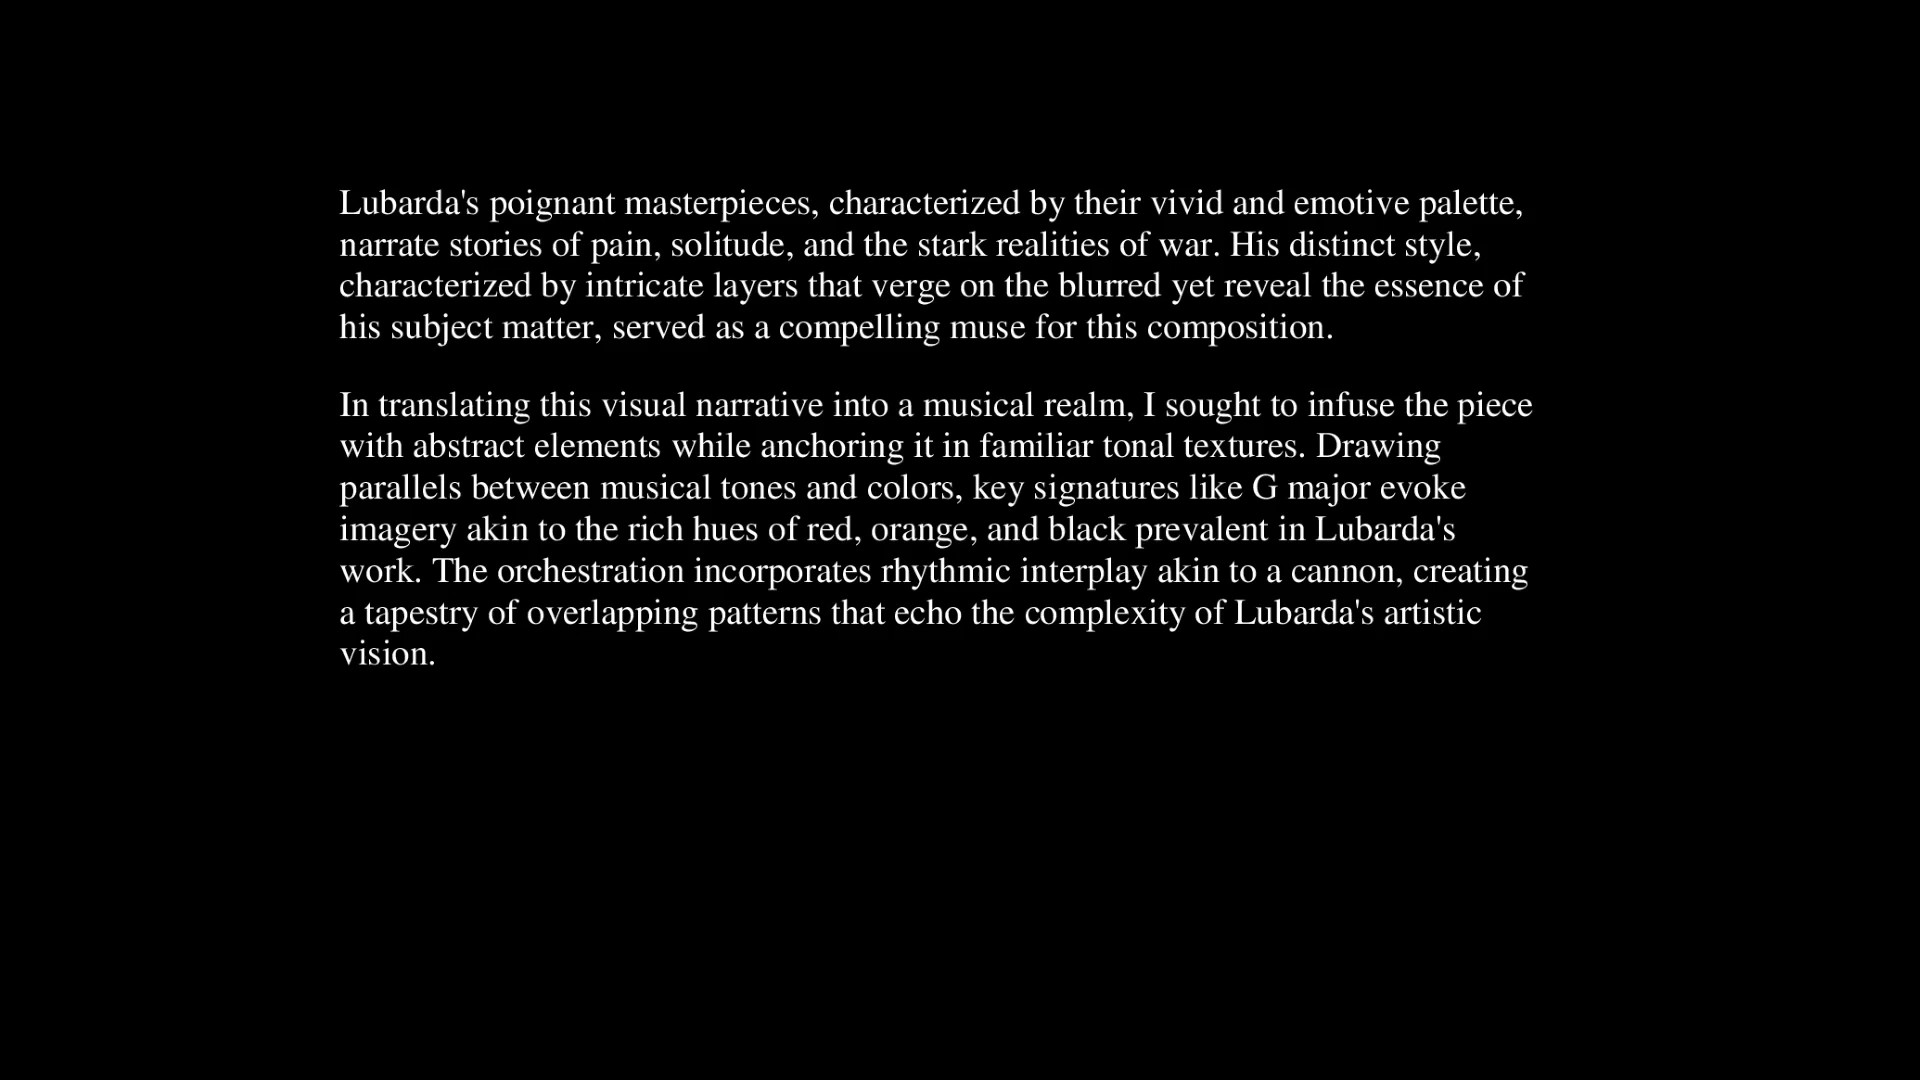 Lubarda's poignant masterpieces, characterized by their vivid and emotive palette,
narrate stories of pain, solitude, and the stark realities of war. His distinct style,
characterized by intricate layers that verge on the blurred yet reveal the essence of
his subject matter, served as a compelling muse for this composition.
In translating this visual narrative into a musical realm, I sought to infuse the piece
with abstract elements while anchoring it in familiar tonal textures. Drawing
parallels between musical tones and colors, key signatures like G major evoke
imagery akin to the rich hues of red, orange, and black prevalent in Lubarda's
work. The orchestration incorporates rhythmic interplay akin to a cannon, creating
a tapestry of overlapping patterns that echo the complexity of Lubarda's artistic
vision.